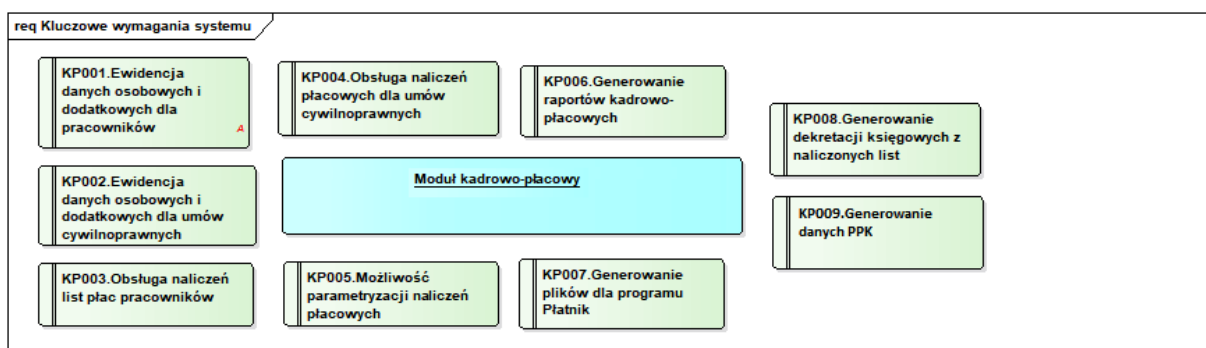 req Kluczowe wymagania systemu
KP001.Ewidencja
danych osobowych i
dodatkowych dla
pracowników
A
KP002.Ewidencja
danych osobowych i
dodatkowych dla umów
cywilnoprawnych
KP003.Obsługa naliczeń
list płac pracowników
KP004.Obsługa naliczeń
płacowych dla umów
cywilnoprawnych
Moduł kadrowo-płacowy
KP005.Możliwość
parametryzacji naliczeń
płacowych
KP006.Generowanie
raportów kadrowo-
płacowych
KP007.Generowanie
plików dla programu
Płatnik
KP008.Generowanie
dekretacji księgowych z
naliczonych list
KP009.Generowanie
danych PPK